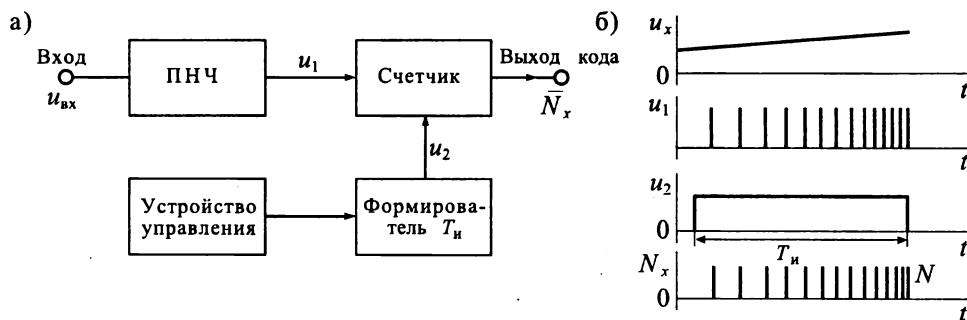 а)
Вход
u_вх
ПНЧ
u_1
Счетчик
Выход кода
N̅_x
u_2
Устройство управления
Формирова-
тель T_и
б)
u_x
0
t
u_1
t
u_2
0
T_и
t
N_x
N
0
t